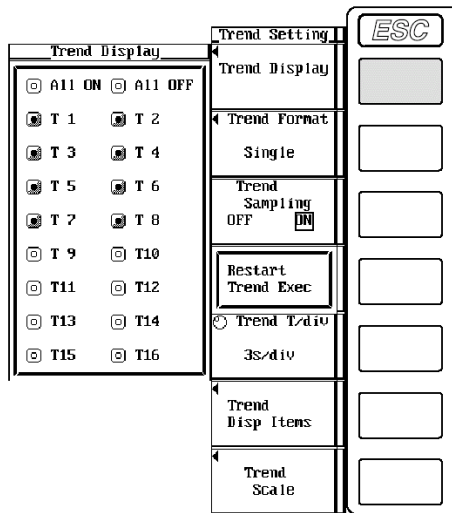 Trend Display
All ON All OFF
T 1 T 2
T 3 T 4
T 5 T 6
T 7 T 8
T 9 T10
T11 T12
T13 T14
T15 T16
Trend Setting
Trend Display
Trend Format
Single
Trend
Sampling
OFF ON
Restart
Trend Exec
Trend T/div
3s/div
Trend
Disp Items
Trend
Scale
ESC